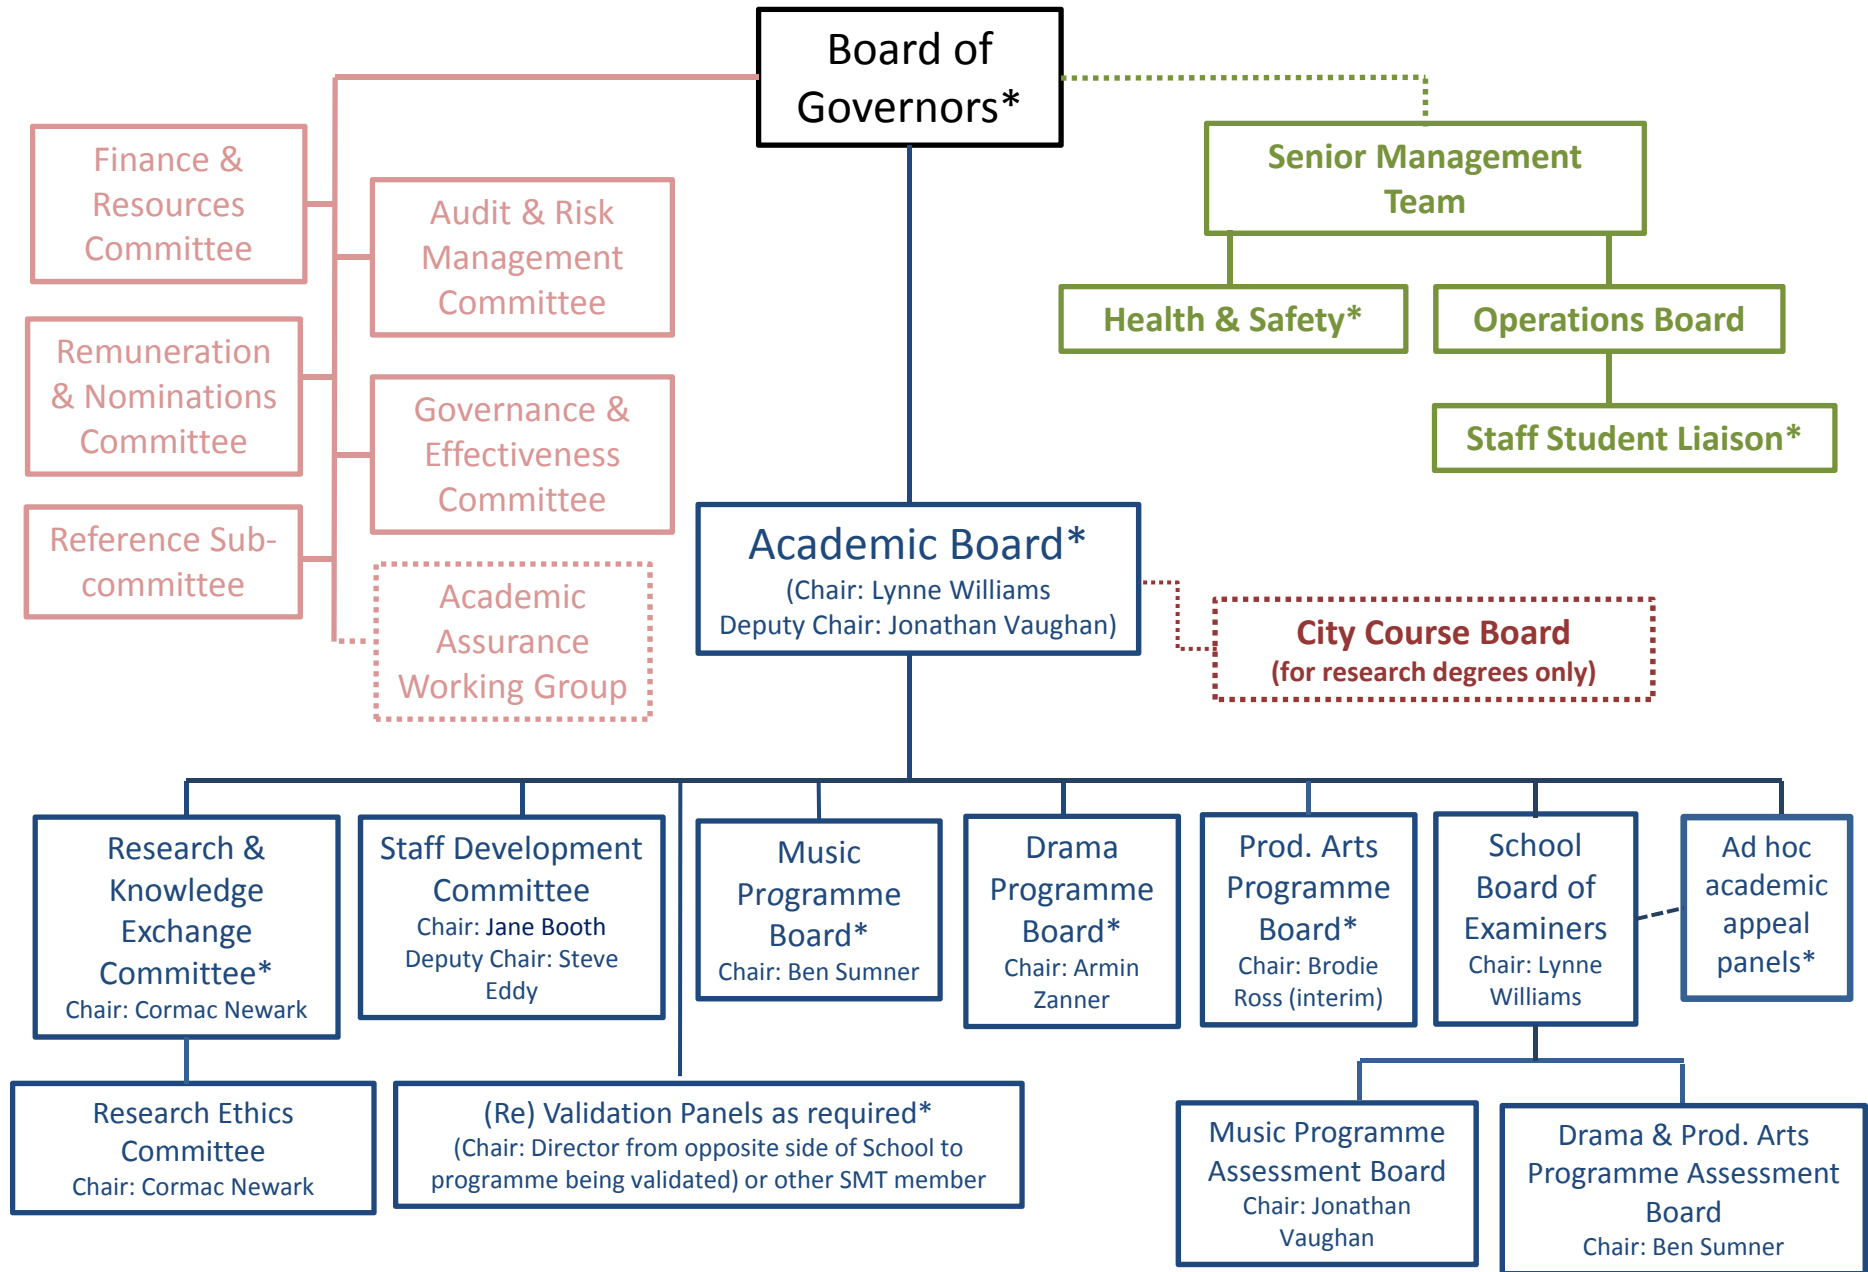 Board of
Governors*
Finance &
Resources
Committee
Audit & Risk
Management
Committee
Remuneration
& Nominations
Committee
Governance &
Effectiveness
Committee
Reference Sub-
committee
Academic
Assurance
Working Group
Senior Management
Team
Health & Safety*
Operations Board
Staff Student Liaison*
Academic Board*
(Chair: Lynne Williams
Deputy Chair: Jonathan Vaughan)
City Course Board
(for research degrees only)
Research &
Knowledge
Exchange
Committee*
Chair: Cormac Newark
Staff Development
Committee
Chair: Jane Booth
Deputy Chair: Steve
Eddy
Music
Programme
Board*
Chair: Ben Sumner
Drama
Programme
Board*
Chair: Armin
Zanner
Prod. Arts
Programme
Board*
Chair: Brodie
Ross (interim)
School
Board of
Examiners
Chair: Lynne
Williams
Ad hoc
academic
appeal
panels*
Research Ethics
Committee
Chair: Cormac Newark
(Re) Validation Panels as required*
(Chair: Director from opposite side of School to
programme being validated) or other SMT member
Music Programme
Assessment Board
Chair: Jonathan
Vaughan
Drama & Prod. Arts
Programme Assessment
Board
Chair: Ben Sumner